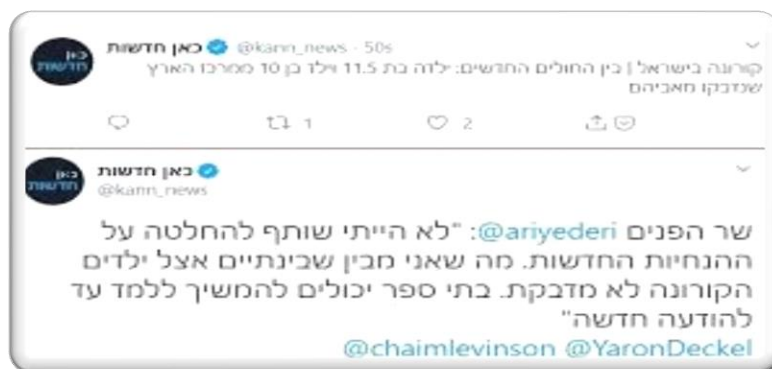 כאן חדשות @kann_news · 50s
קורונה בישראל | בין החולים החדשים: ילדה בת 11.5 וילד בן 10 ממרכז הארץ
שנדבקו מאביהם
1 2
כאן חדשות
כאן חדשות
@kann_news
כאן חדשות
שר הפנים @ariyederi: "לא הייתי שותף להחלטה על
ההנחיות החדשות. מה שאני מבין שבינתיים אצל ילדים
הקורונה לא מדבקת. בתי ספר יכולים להמשיך ללמד עד
להודעה חדשה"
@chaimlevinson @YaronDeckel